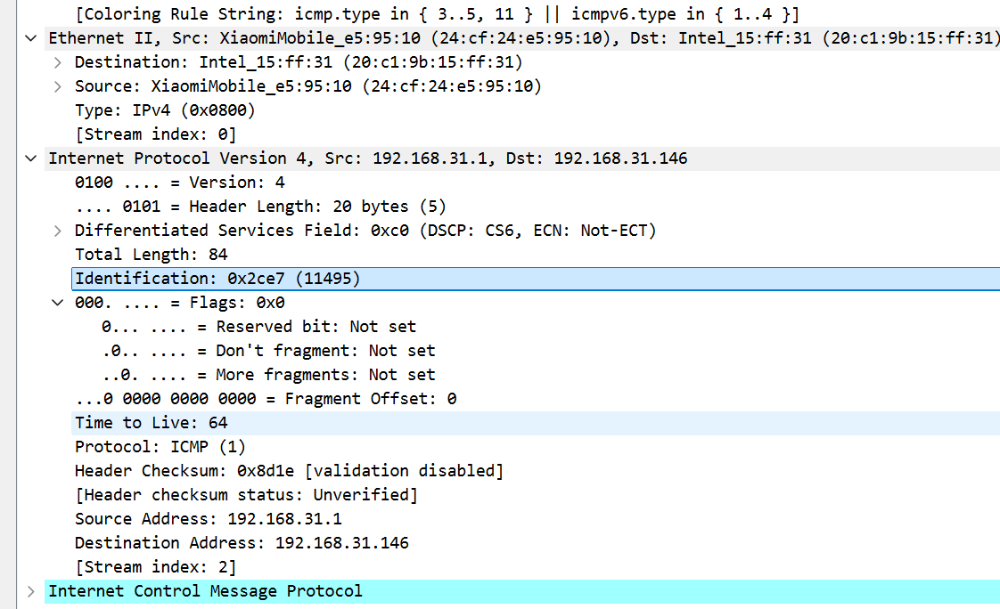 [Coloring Rule String: icmp.type in { 3..5, 11 } || icmpv6.type in { 1..4 }]
Ethernet II, Src: XiaomiMobile_e5:95:10 (24:cf:24:e5:95:10), Dst: Intel_15:ff:31 (20:c1:9b:15:ff:31)
Destination: Intel_15:ff:31 (20:c1:9b:15:ff:31)
Source: XiaomiMobile_e5:95:10 (24:cf:24:e5:95:10)
Type: IPv4 (0x0800)
[Stream index: 0]
Internet Protocol Version 4, Src: 192.168.31.1, Dst: 192.168.31.146
0100 .... = Version: 4
.... 0101 = Header Length: 20 bytes (5)
Differentiated Services Field: 0xc0 (DSCP: CS6, ECN: Not-ECT)
Total Length: 84
Identification: 0x2ce7 (11495)
000. .... = Flags: 0x0
0... .... = Reserved bit: Not set
.0.. .... = Don't fragment: Not set
..0. .... = More fragments: Not set
...0 0000 0000 0000 = Fragment Offset: 0
Time to Live: 64
Protocol: ICMP (1)
Header Checksum: 0x8d1e [validation disabled]
[Header checksum status: Unverified]
Source Address: 192.168.31.1
Destination Address: 192.168.31.146
[Stream index: 2]
Internet Control Message Protocol